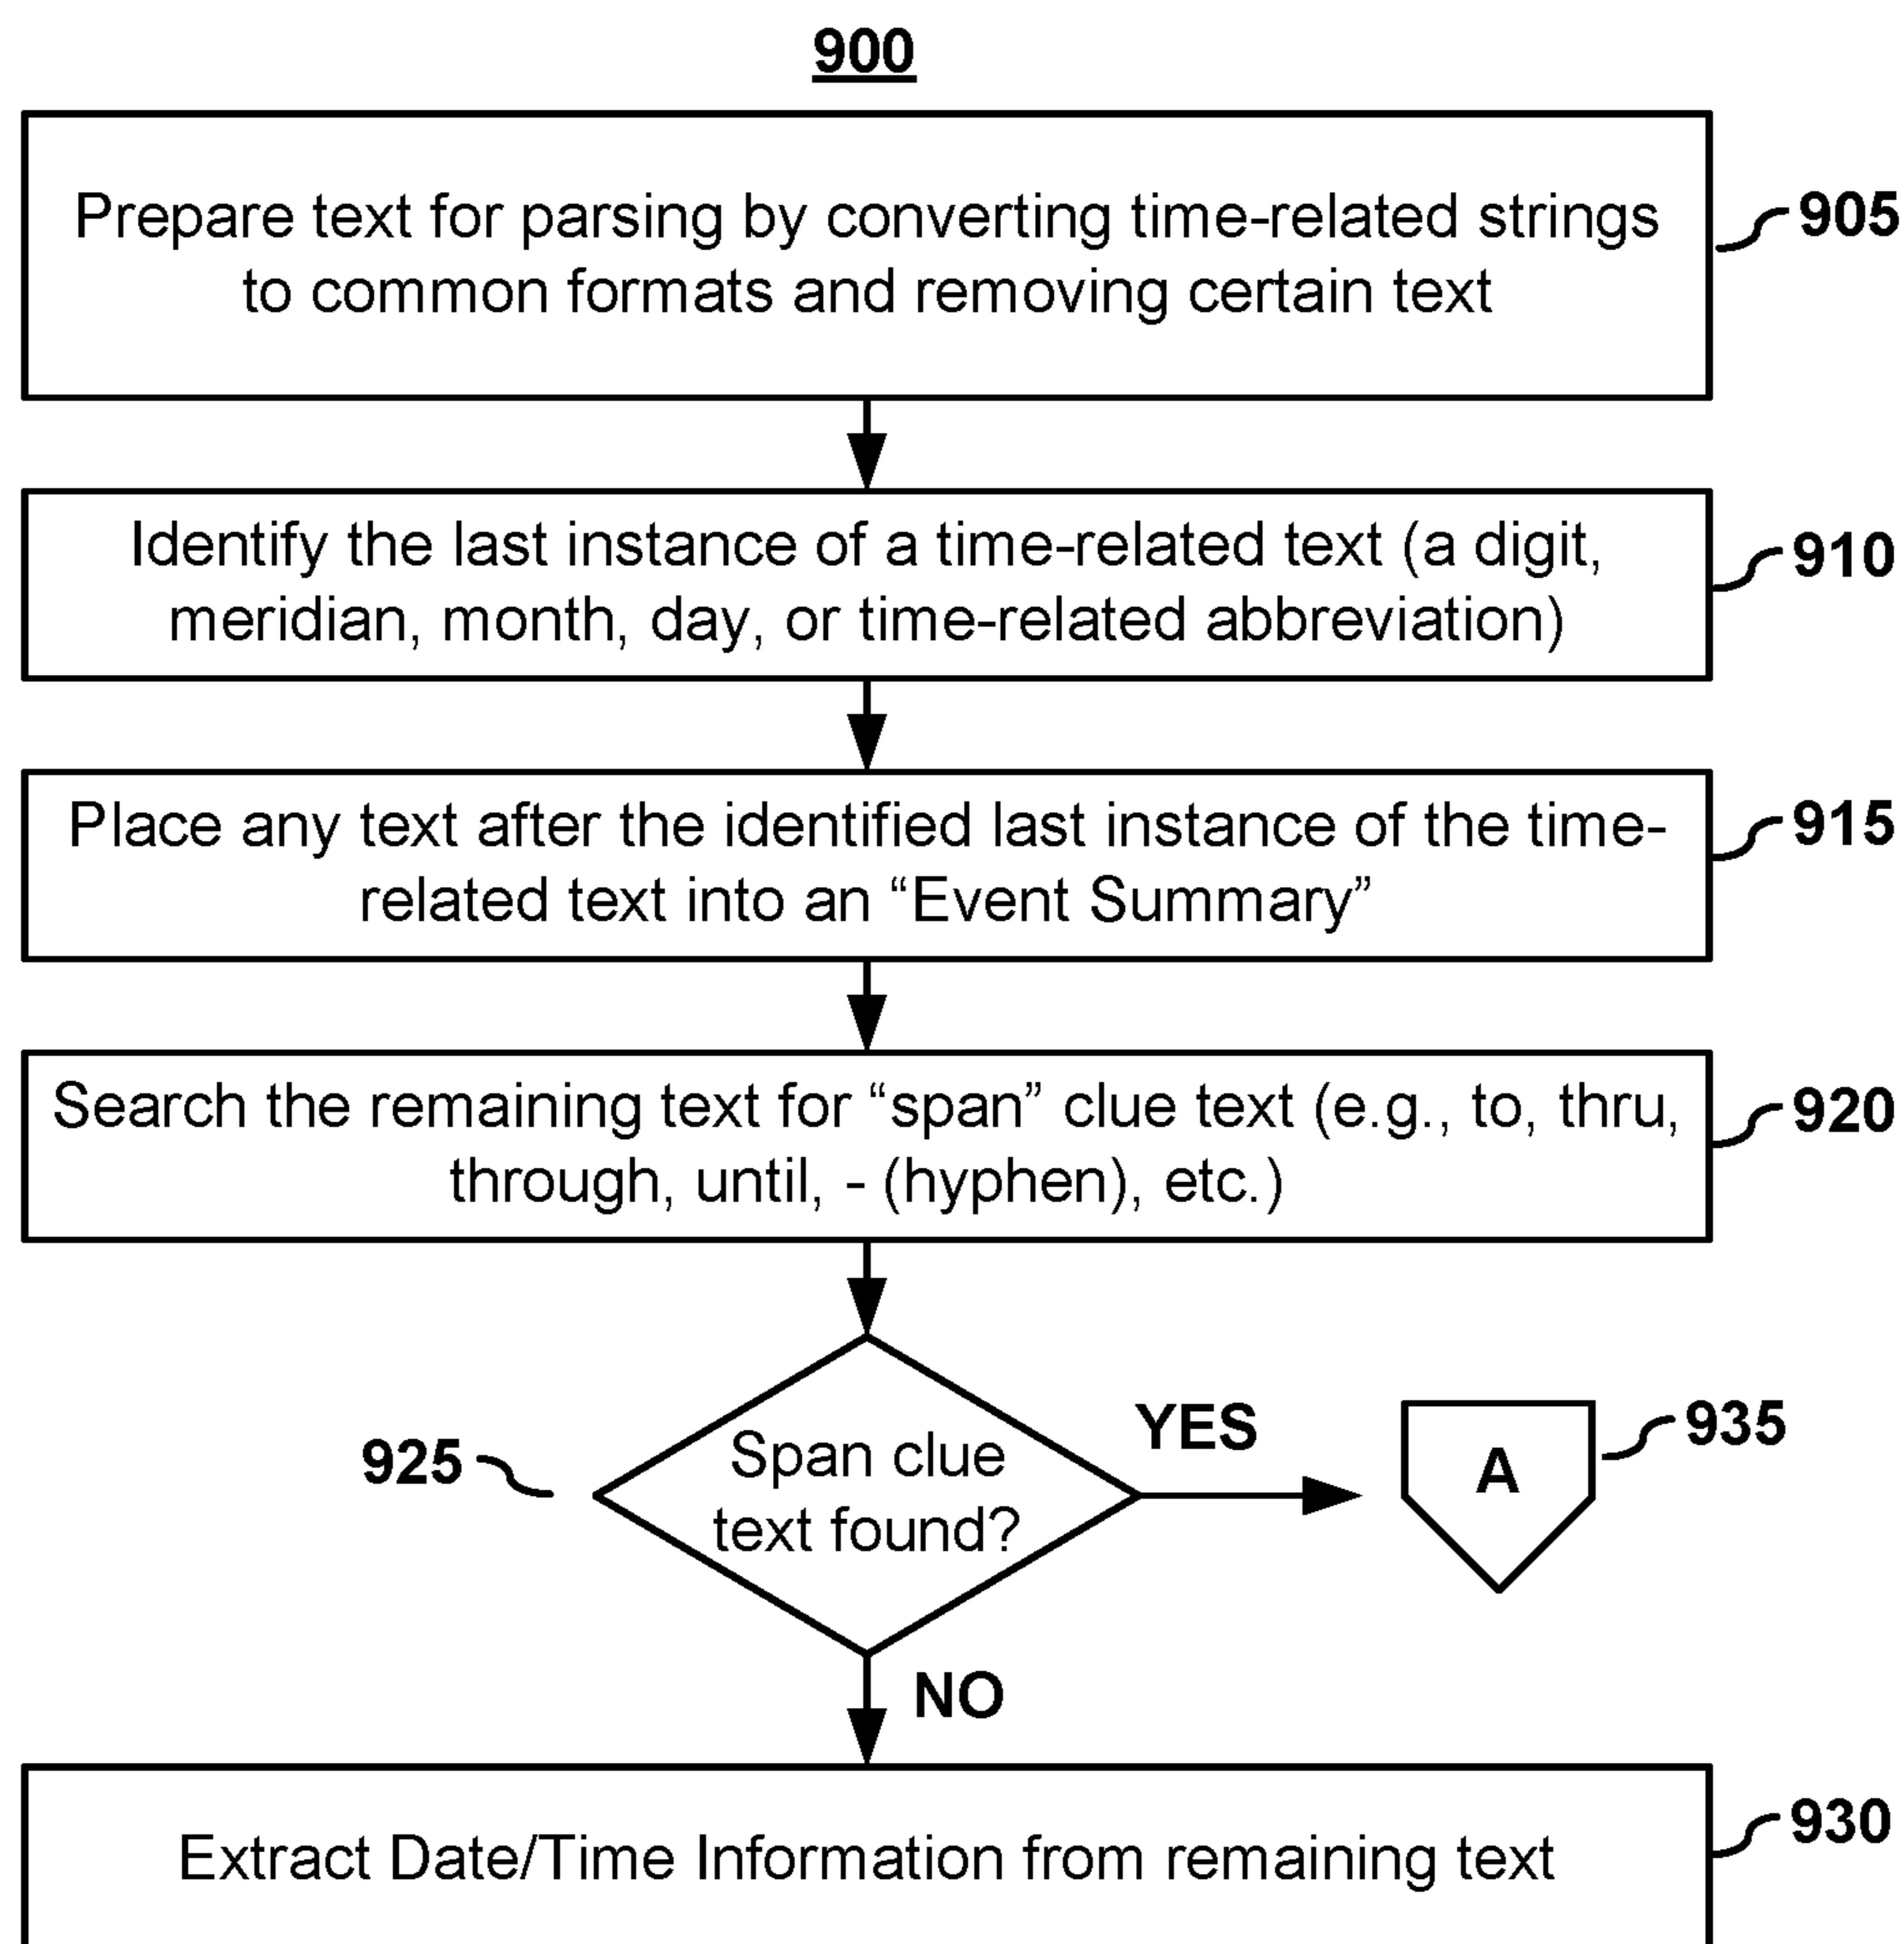 900
Prepare text for parsing by converting time-related strings
to common formats and removing certain text
905
Identify the last instance of a time-related text (a digit,
meridian, month, day, or time-related abbreviation)
910
Place any text after the identified last instance of the time-
related text into an “Event Summary”
915
Search the remaining text for “span” clue text (e.g., to, thru,
through, until, - (hyphen), etc.)
920
925
Span clue
text found?
YES
A
935
NO
Extract Date/Time Information from remaining text
930